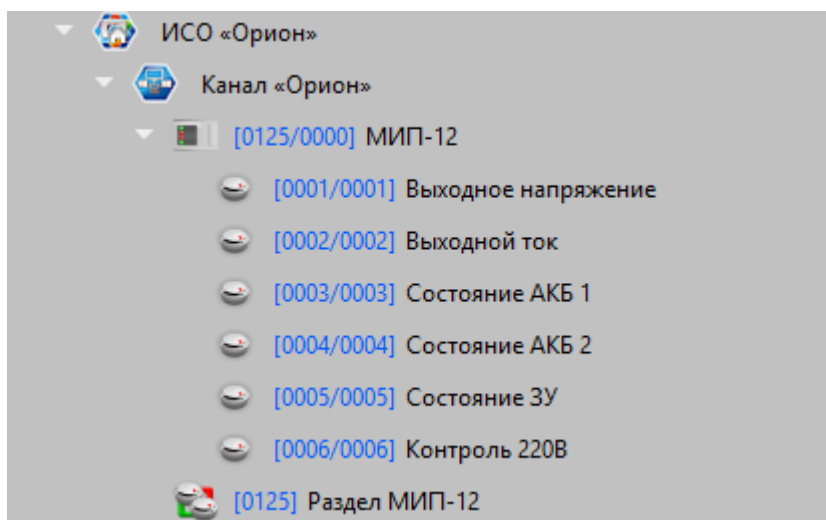 ИСО «Орион»
Канал «Орион»
[0125/0000] МИП-12
[0001/0001] Выходное напряжение
[0002/0002] Выходной ток
[0003/0003] Состояние АКБ 1
[0004/0004] Состояние АКБ 2
[0005/0005] Состояние ЗУ
[0006/0006] Контроль 220В
[0125] Раздел МИП-12